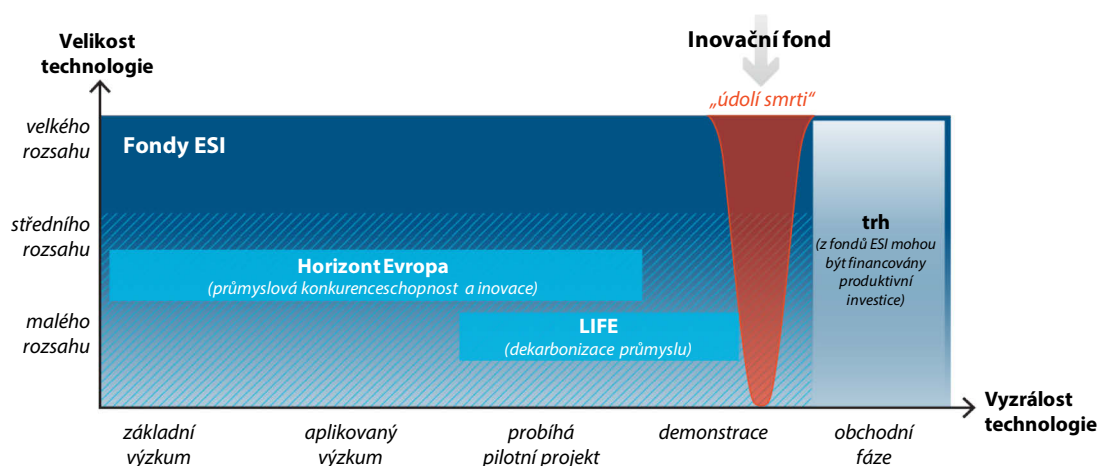 Velikost
technologie
Inovační fond
„údolí smrti“
velkého
rozsahu
Fondy ESI
středního
rozsahu
trh
(z fondů ESI mohou
být financovány
produktivní
investice)
Horizont Evropa
(průmyslová konkurenceschopnost a inovace)
malého
rozsahu
LIFE
(dekarbonizace průmyslu)
Vyzrálost
technologie
základní
výzkum
aplikovaný
výzkum
probíhá
pilotní projekt
demonstrace
obchodní
fáze